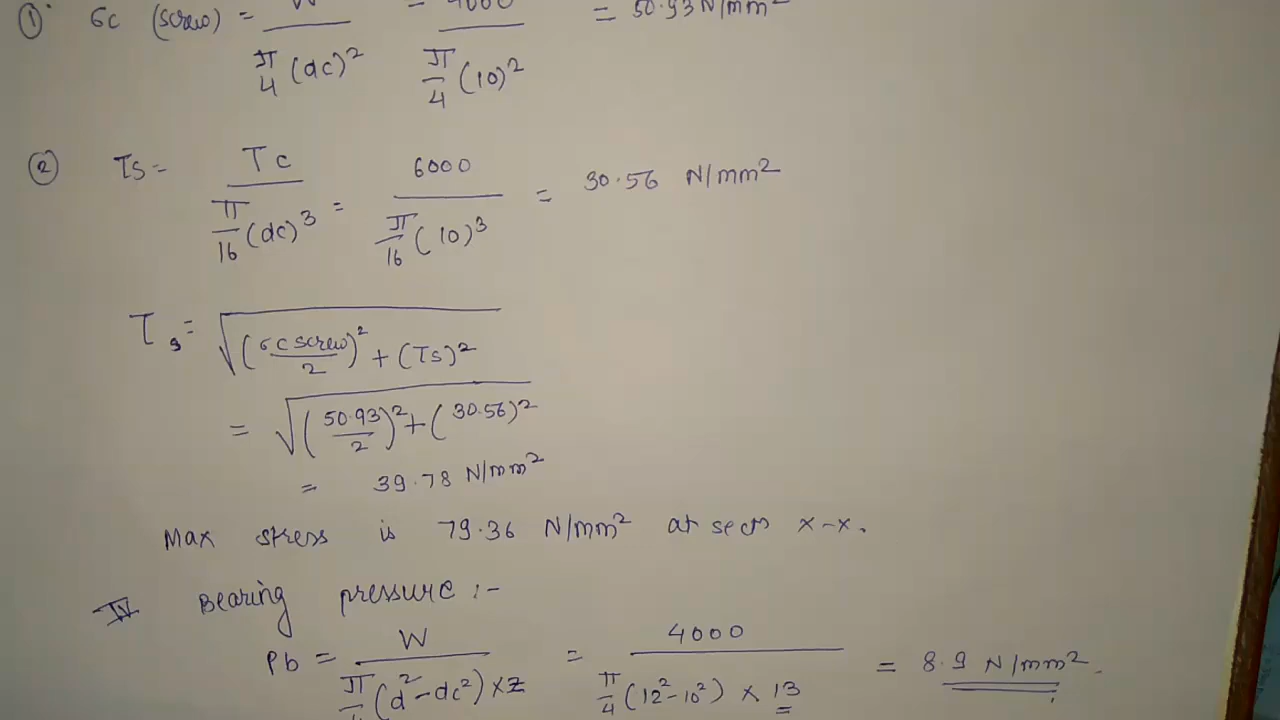 ① σc (screw) = W / π/4 (dc)² = 4000 / π/4 (10)² = 50.93 N/mm²
② τs = Tc / π/16 (dc)³ = 6000 / π/16 (10)³ = 30.56 N/mm²
τs = √((σc screw / 2)² + (τs)²)
= √((50.93 / 2)² + (30.56)²)
= 39.78 N/mm²
Max stress is 79.36 N/mm² at sectn x-x.
IV Bearing pressure :-
Pb = W / π/4 (d² - dc²) × z = 4000 / π/4 (12² - 10²) × 13 = 8.9 N/mm².